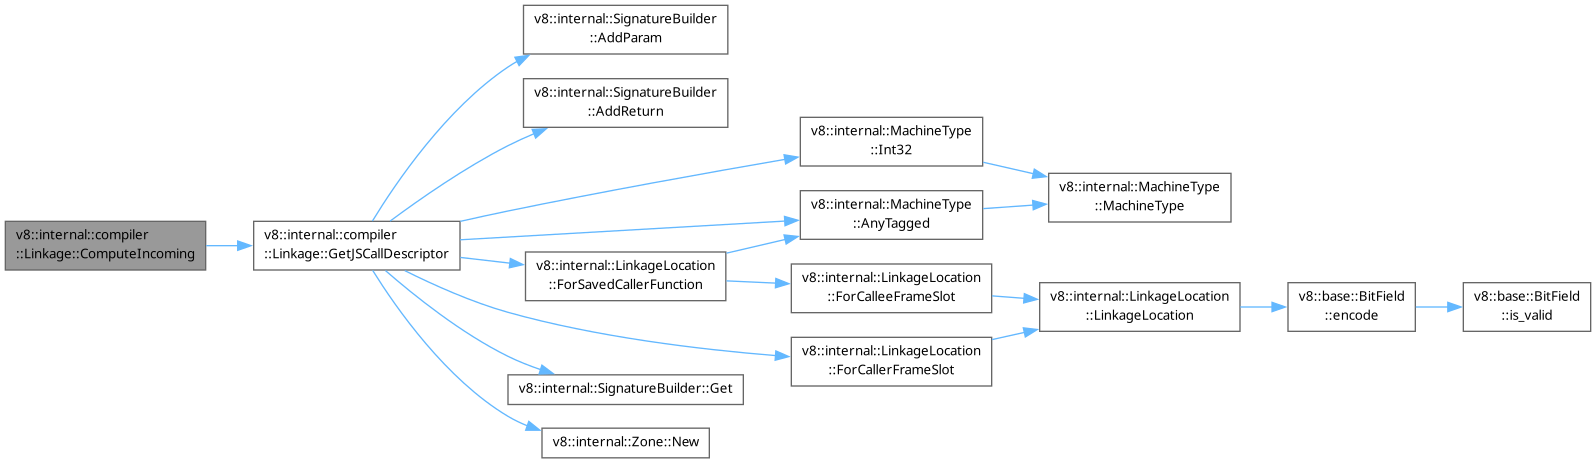 v8::internal::compiler
::Linkage::ComputeIncoming
v8::internal::compiler
::Linkage::GetJSCallDescriptor
v8::internal::SignatureBuilder
::AddParam
v8::internal::SignatureBuilder
::AddReturn
v8::internal::MachineType
::Int32
v8::internal::MachineType
::MachineType
v8::internal::MachineType
::AnyTagged
v8::internal::LinkageLocation
::ForSavedCallerFunction
v8::internal::LinkageLocation
::ForCalleeFrameSlot
v8::internal::LinkageLocation
::LinkageLocation
v8::base::BitField
::encode
v8::base::BitField
::is_valid
v8::internal::LinkageLocation
::ForCallerFrameSlot
v8::internal::SignatureBuilder::Get
v8::internal::Zone::New